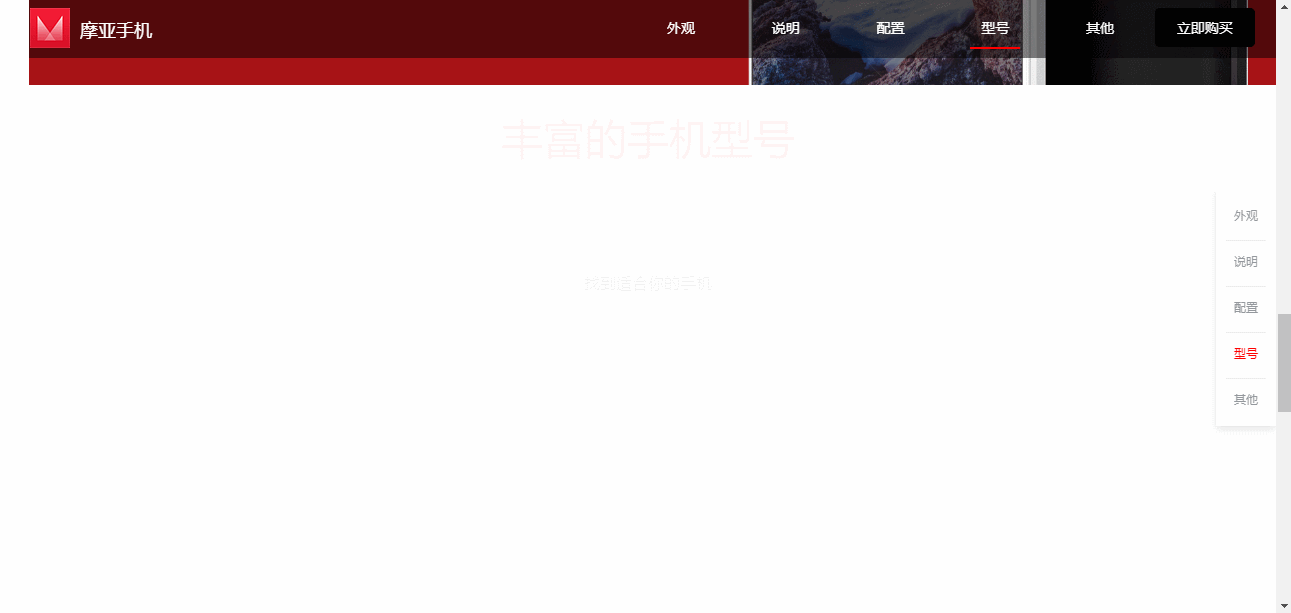 摩亚手机
外观
说明
配置
型号
其他
立即购买
丰富的手机型号
找到适合你的手机
外观
说明
配置
型号
其他